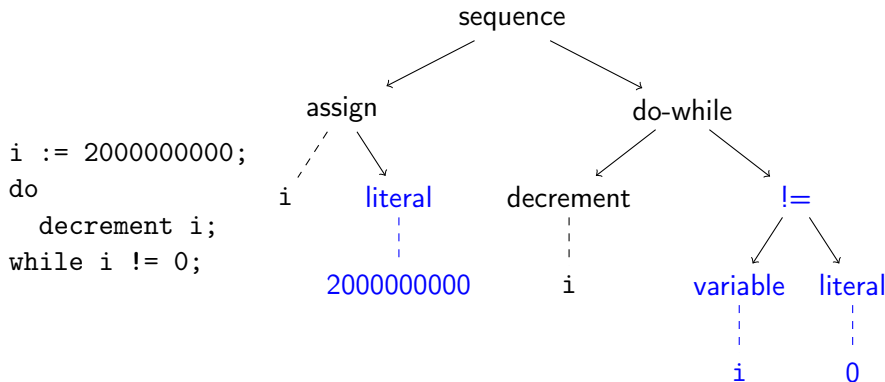 sequence
assign do-while
i := 2000000000;
do
decrement i;
while i != 0;
i literal decrement !=
2000000000 i variable literal
i 0